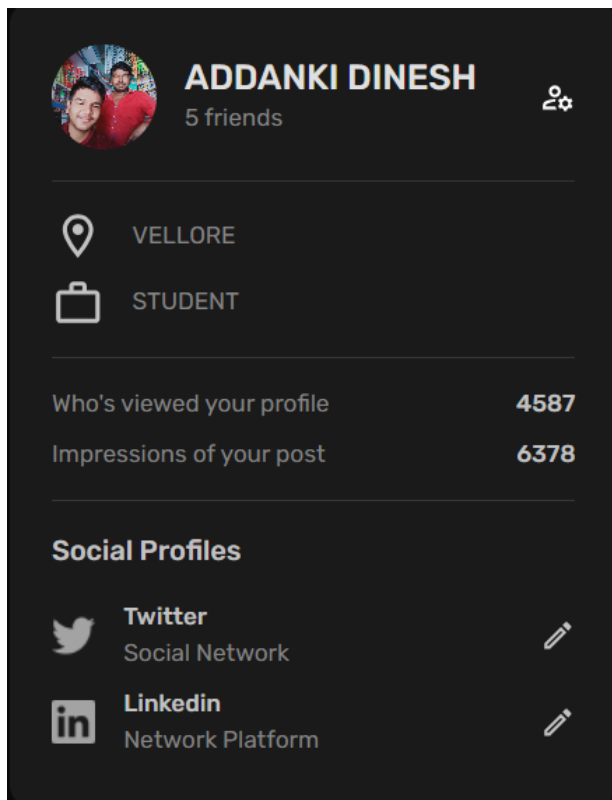 ADDANKI DINESH
5 friends
VELLORE
STUDENT
Who's viewed your profile 4587
Impressions of your post 6378
Social Profiles
Twitter
Social Network
in
Linkedin
Network Platform